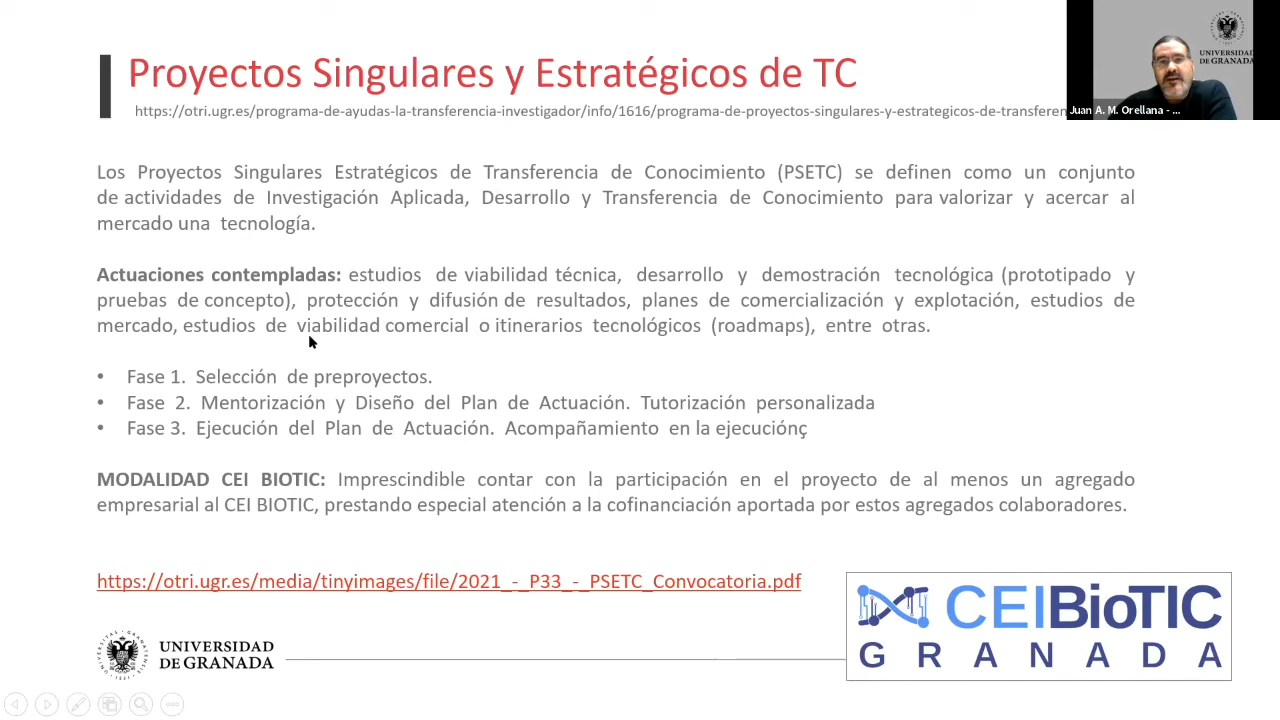 Proyectos Singulares y Estratégicos de TC
https://otri.ugr.es/programa-de-ayudas-la-transferencia-investigador/info/1616/programa-de-proyectos-singulares-y-estrategicos-de-transferen
UNIVERSIDAD
DE GRANADA
Juan A. M. Orellana - ...
Los Proyectos Singulares Estratégicos de Transferencia de Conocimiento (PSETC) se definen como un conjunto
de actividades de Investigación Aplicada, Desarrollo y Transferencia de Conocimiento para valorizar y acercar al
mercado una tecnología.
Actuaciones contempladas: estudios de viabilidad técnica, desarrollo y demostración tecnológica (prototipado y
pruebas de concepto), protección y difusión de resultados, planes de comercialización y explotación, estudios de
mercado, estudios de viabilidad comercial o itinerarios tecnológicos (roadmaps), entre otras.
• Fase 1. Selección de preproyectos.
• Fase 2. Mentorización y Diseño del Plan de Actuación. Tutorización personalizada
• Fase 3. Ejecución del Plan de Actuación. Acompañamiento en la ejecuciónç
MODALIDAD CEI BIOTIC: Imprescindible contar con la participación en el proyecto de al menos un agregado
empresarial al CEI BIOTIC, prestando especial atención a la cofinanciación aportada por estos agregados colaboradores.
https://otri.ugr.es/media/tinyimages/file/2021_-_P33_-_PSETC_Convocatoria.pdf
UNIVERSIDAD
DE GRANADA
CEIBioTIC
GRANADA